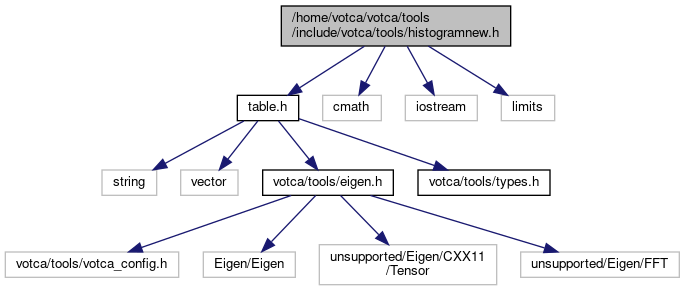 /home/votca/votca/tools
/include/votca/tools/histogramnew.h
table.h
cmath
iostream
limits
string
vector
votca/tools/eigen.h
votca/tools/types.h
votca/tools/votca_config.h
Eigen/Eigen
unsupported/Eigen/CXX11
/Tensor
unsupported/Eigen/FFT